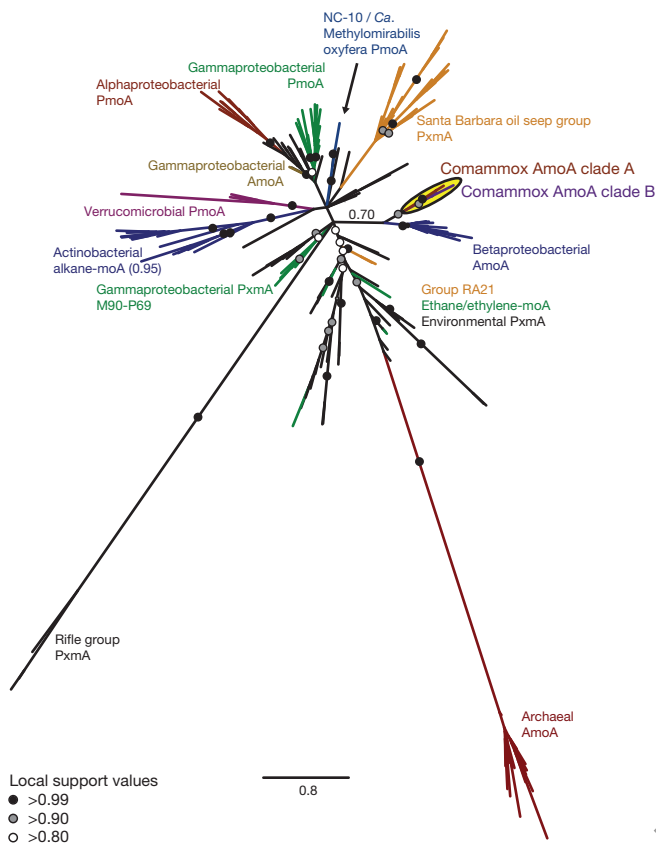 NC-10 / Ca.
Methylomirabilis
oxyfera PmoA
Gammaproteobacterial
PmoA
Alphaproteobacterial
PmoA
Santa Barbara oil seep group
PxmA
Gammaproteobacterial
AmoA
Comammox AmoA clade A
Comammox AmoA clade B
Verrucomicrobial PmoA
0.70
Actinobacterial
alkane-moA (0.95)
Betaproteobacterial
AmoA
Gammaproteobacterial PxmA
M90-P69
Group RA21
Ethane/ethylene-moA
Environmental PxmA
Rifle group
PxmA
Archaeal
AmoA
Local support values
>0.99
>0.90
>0.80
0.8